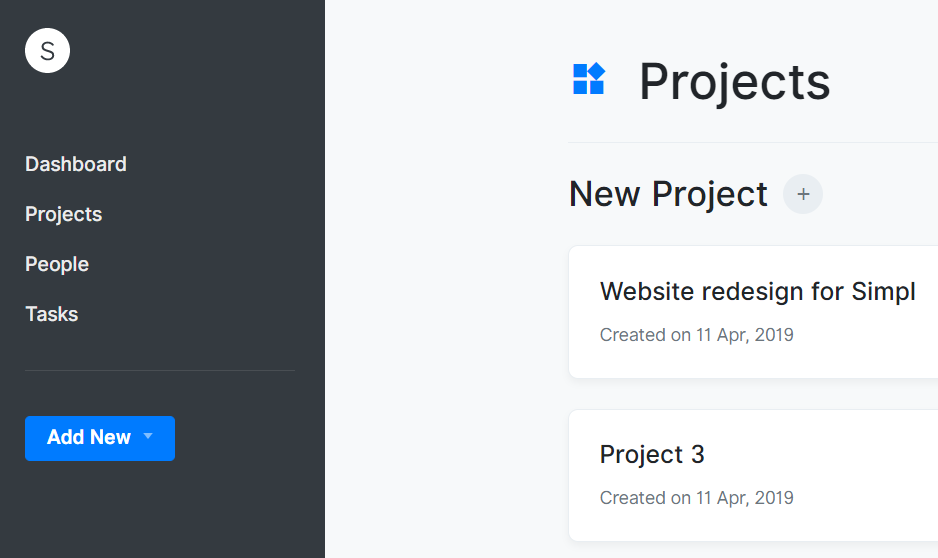 S
Dashboard
Projects
People
Tasks
Add New
Projects
New Project +
Website redesign for Simpl
Created on 11 Apr, 2019
Project 3
Created on 11 Apr, 2019